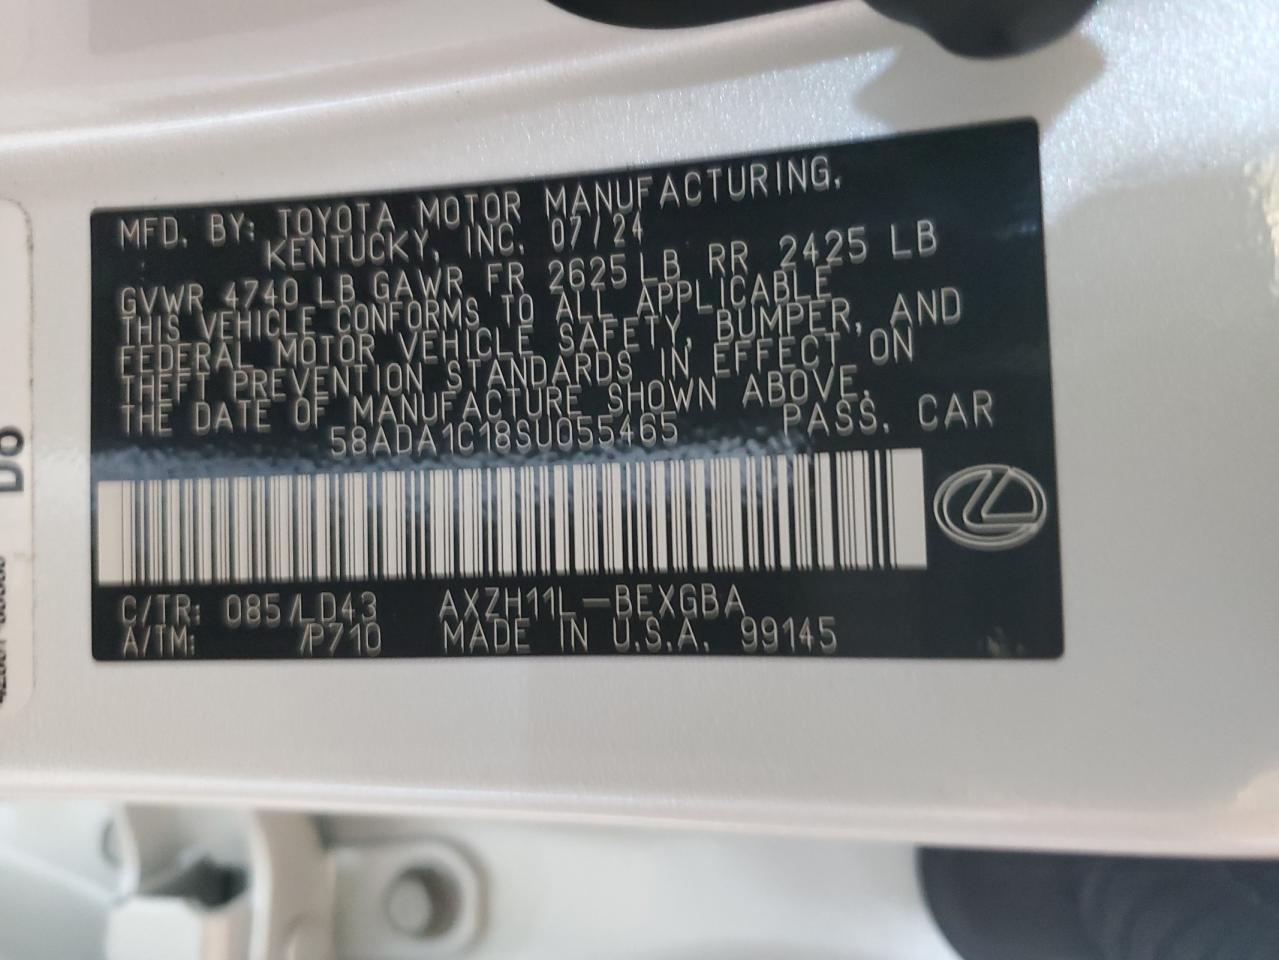 MFD. BY: TOYOTA MOTOR MANUFACTURING,
KENTUCKY, INC. 07/24
GVWR 4740 LB GAWR FR 2625 LB RR 2425 LB
THIS VEHICLE CONFORMS TO ALL APPLICABLE
FEDERAL MOTOR VEHICLE SAFETY, BUMPER, AND
THEFT PREVENTION STANDARDS IN EFFECT ON
THE DATE OF MANUFACTURE SHOWN ABOVE.
58ADA1C18SU055465 PASS. CAR
C/TR: 085/LD43 AXZH11L-BEXGBA
A/TM: /P710 MADE IN U.S.A. 99145